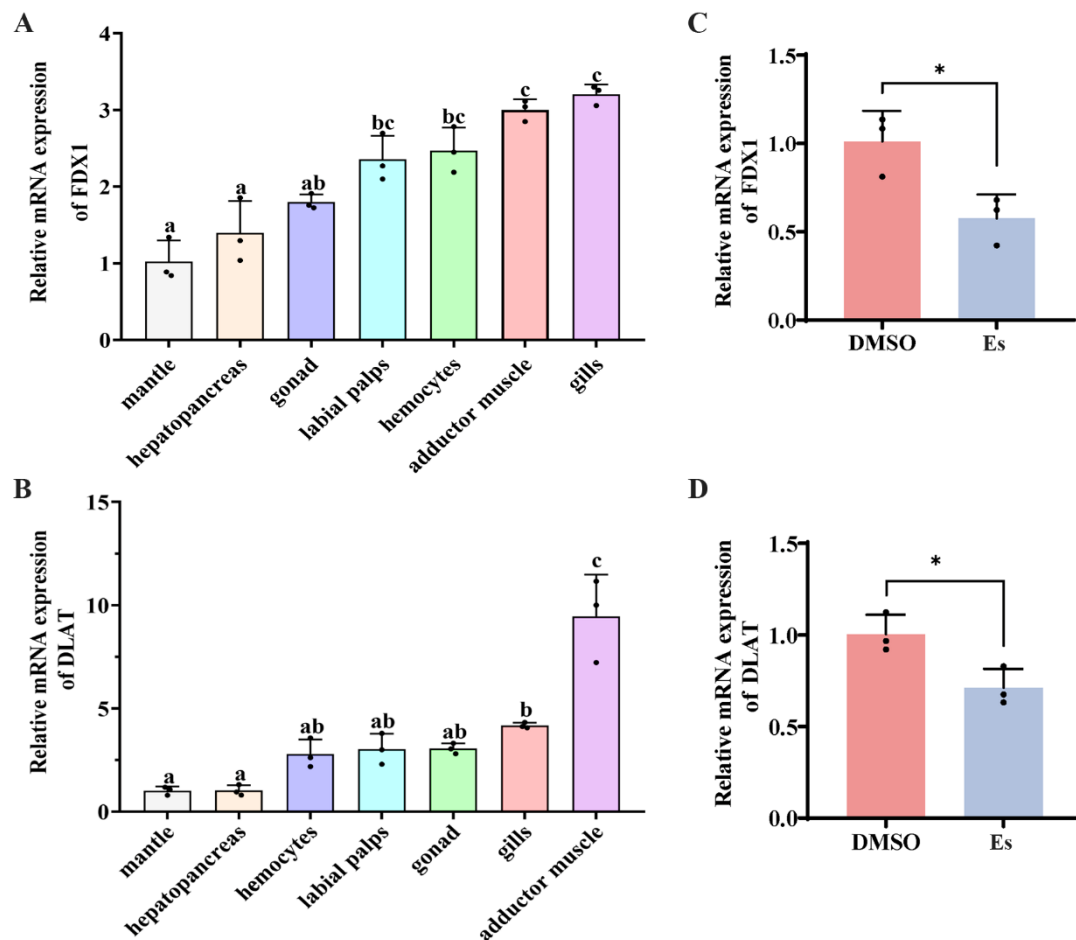 A
Relative mRNA expression
of FDX1
4
3
2
1
0
a
a
ab
bc
bc
c
c
mantle
hepatopancreas
gonad
labial palps
hemocytes
adductor muscle
gills
C
Relative mRNA expression
of FDX1
1.5
1.0
0.5
0.0
*
DMSO
Es
B
Relative mRNA expression
of DLAT
15
10
5
0
a
a
ab
ab
ab
b
c
mantle
hepatopancreas
hemocytes
labial palps
gonad
gills
adductor muscle
D
Relative mRNA expression
of DLAT
1.5
1.0
0.5
0.0
*
DMSO
Es